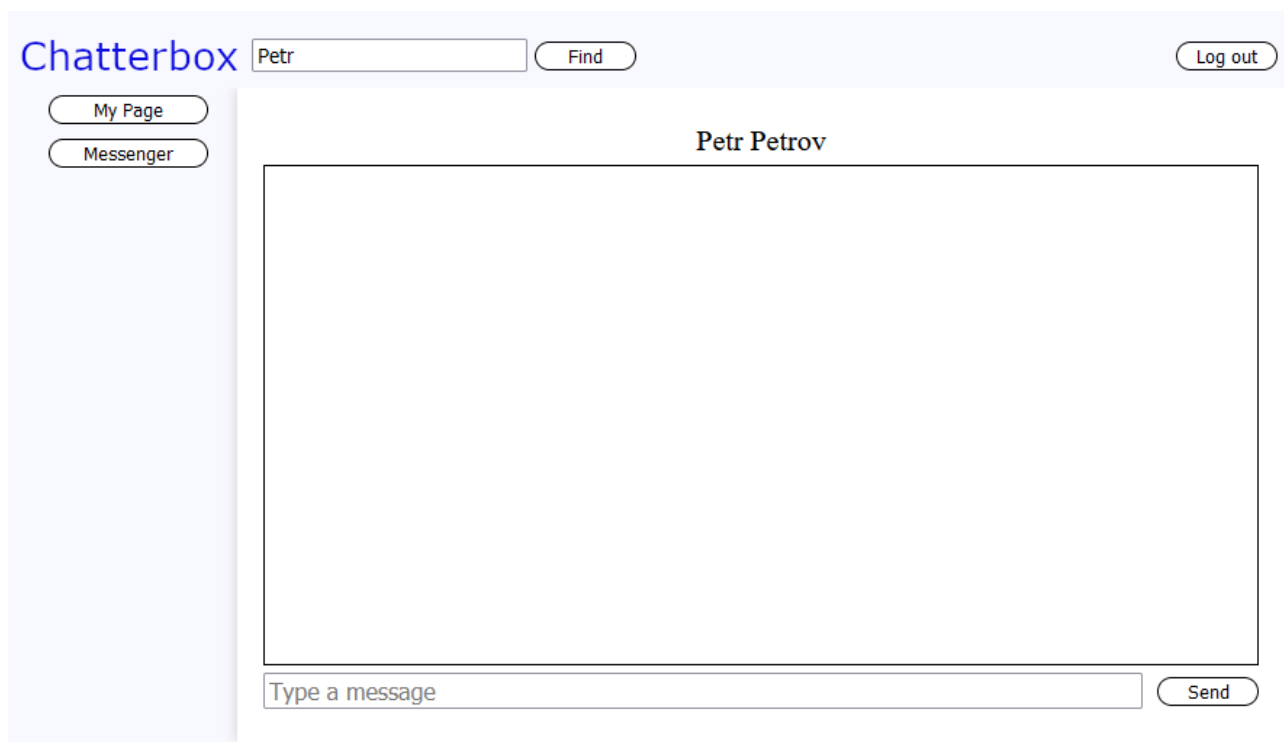 Chatterbox Petr Find Log out
My Page
Messenger
Petr Petrov
Type a message Send